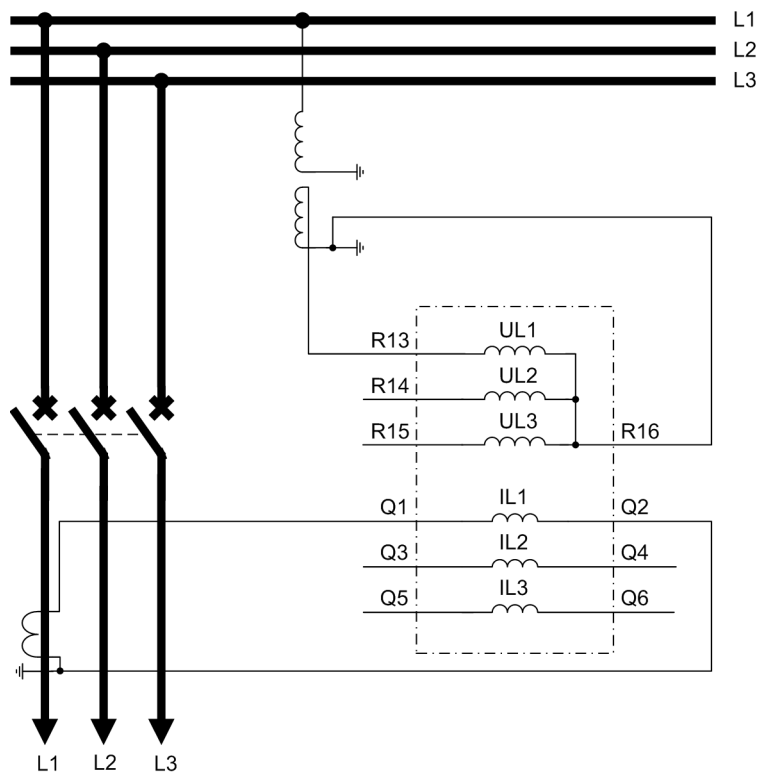 L1
L2
L3
UL1
R13
UL2
R14
UL3
R15 R16
IL1
Q1 Q2
IL2
Q3 Q4
IL3
Q5 Q6
L1 L2 L3